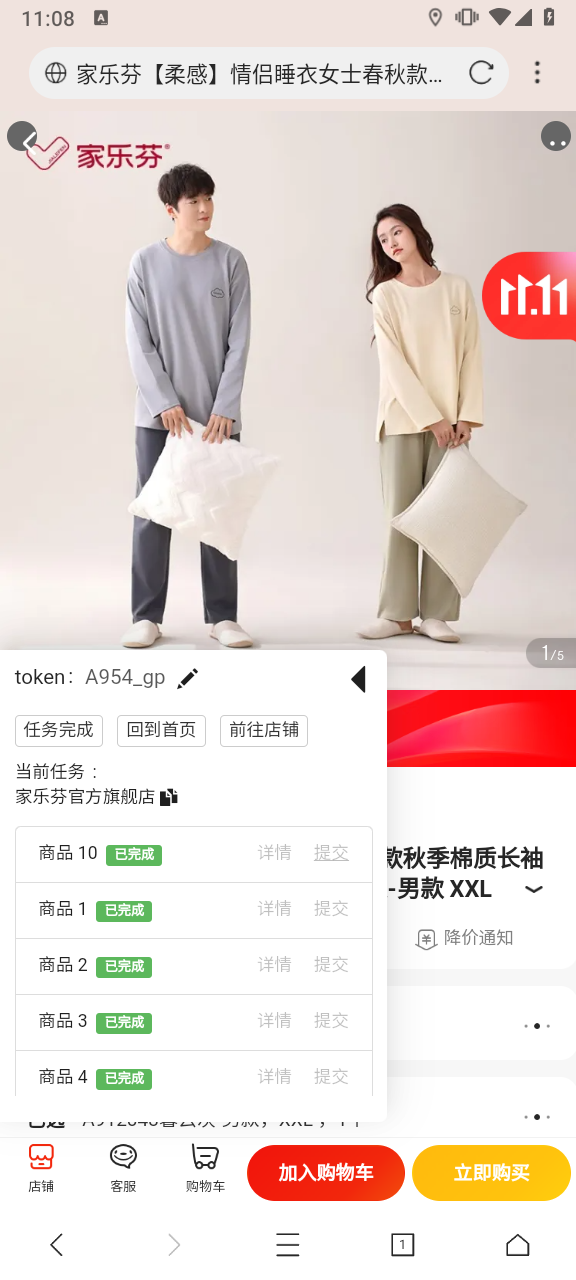 11:08 A
家乐芬【柔感】情侣睡衣女士春秋款...
家乐芬®
11.11
1/5
token： A954_gp
任务完成 回到首页 前往店铺
当前任务 :
家乐芬官方旗舰店
商品 10 已完成 详情 提交
商品 1 已完成 详情 提交
商品 2 已完成 详情 提交
商品 3 已完成 详情 提交
商品 4 已完成 详情 提交
款秋季棉质长袖
-男款 XXL
降价通知
店铺 客服 购物车 加入购物车 立即购买
1